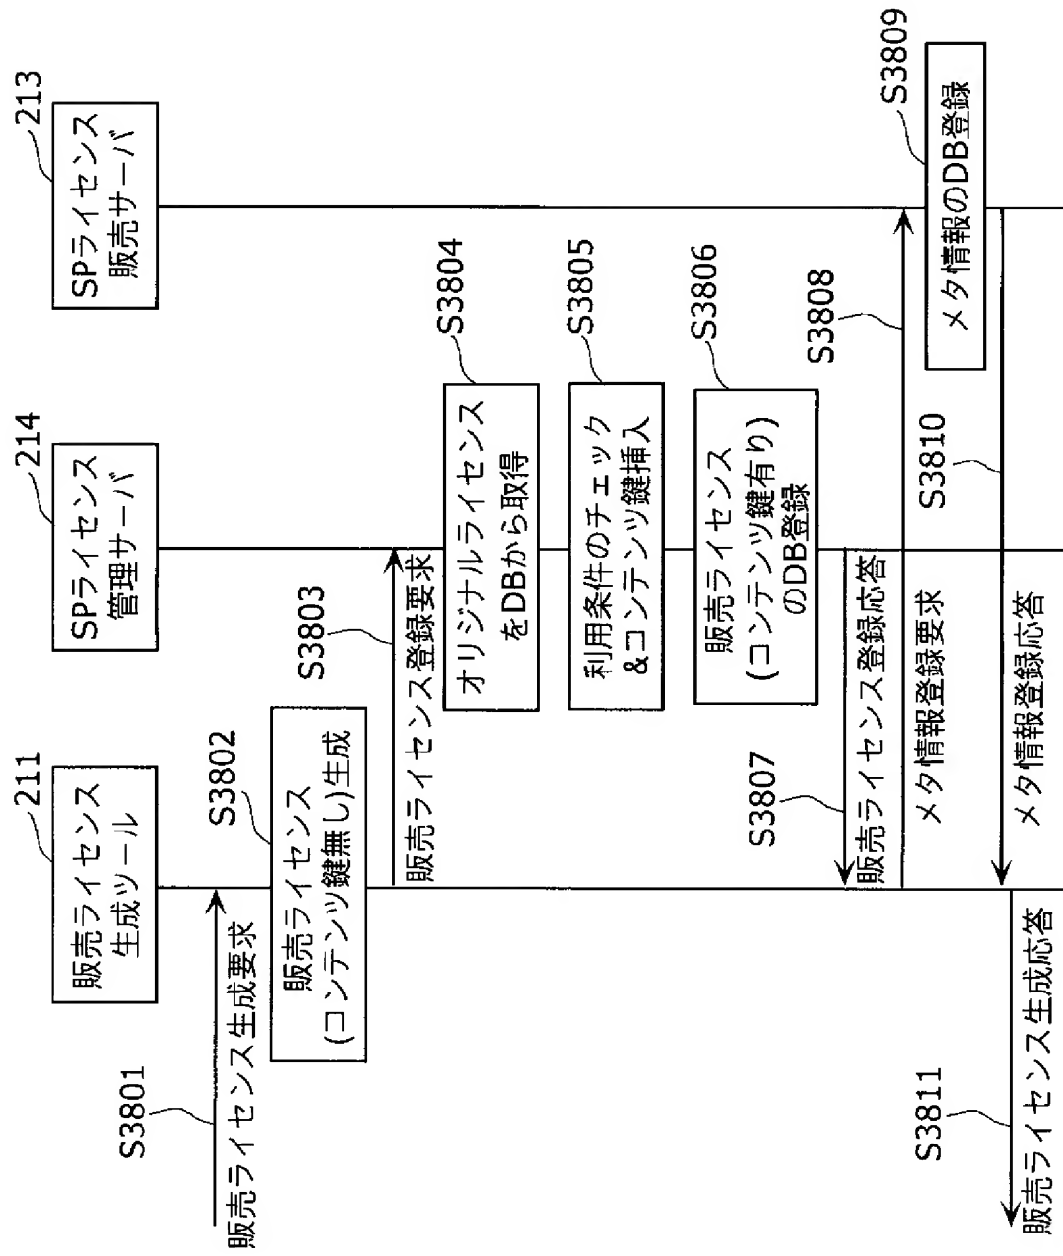 211
販売ライセンス
生成ツール
214
SPライセンス
管理サーバ
213
SPライセンス
販売サーバ
S3801
販売ライセンス生成要求
S3802
販売ライセンス
(コンテンツ鍵無し)生成
S3803
販売ライセンス登録要求
S3804
オリジナルライセンス
をDBから取得
S3805
利用条件のチェック
&コンテンツ鍵挿入
S3806
販売ライセンス
(コンテンツ鍵有り)
のDB登録
S3807
販売ライセンス登録応答
S3808
メタ情報登録要求
S3809
メタ情報のDB登録
S3810
メタ情報登録応答
S3811
販売ライセンス生成応答